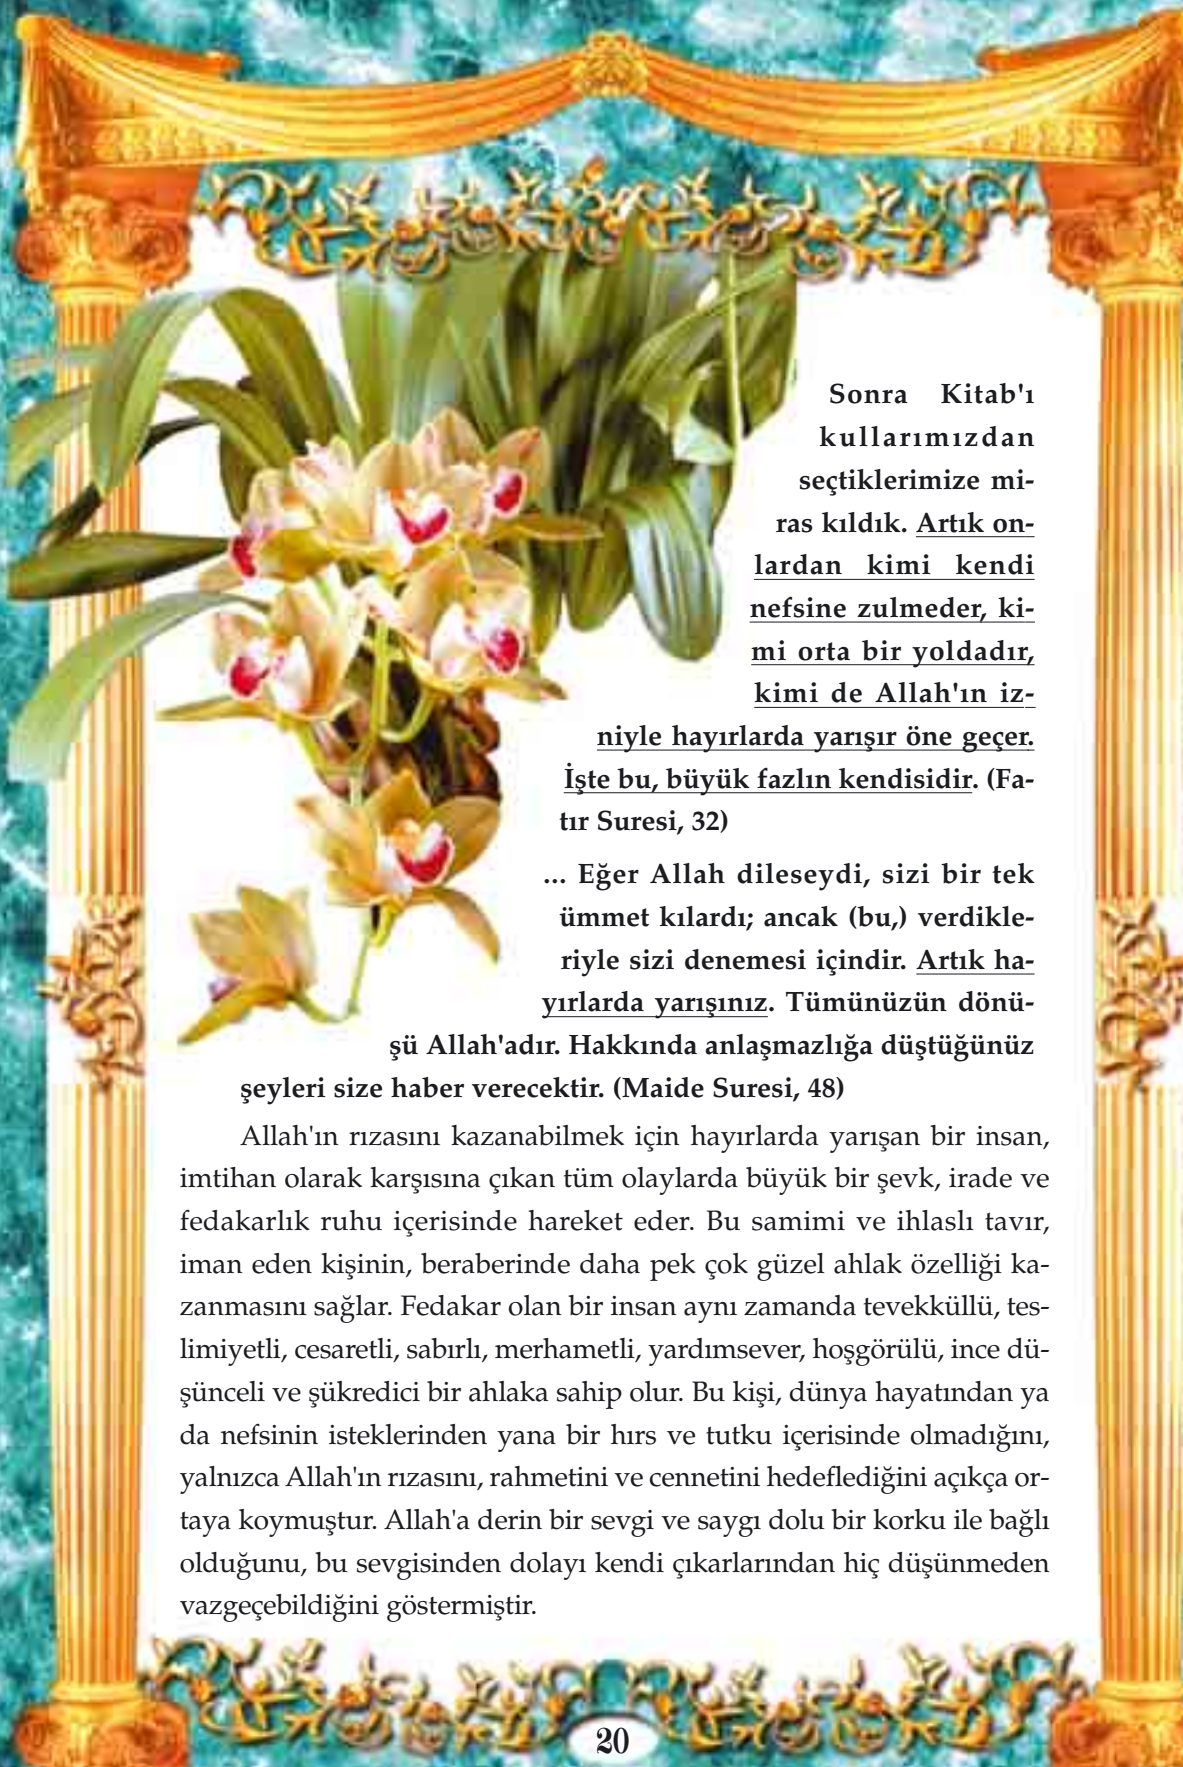 Sonra Kitab'ı
kullarımızdan
seçtiklerimize mi-
ras kıldık. Artık on-
lardan kimi kendi
nefsine zulmeder, ki-
mi orta bir yoldadır,
kimi de Allah'ın iz-
niyle hayırlarda yarışır öne geçer.
İşte bu, büyük fazlın kendisidir. (Fa-
tır Suresi, 32)
... Eğer Allah dileseydi, sizi bir tek
ümmet kılardı; ancak (bu,) verdikle-
riyle sizi denemesi içindir. Artık ha-
yırlarda yarışınız. Tümünüzün dönü-
şü Allah'adır. Hakkında anlaşmazlığa düştüğünüz
şeyleri size haber verecektir. (Maide Suresi, 48)
Allah'ın rızasını kazanabilmek için hayırlarda yarışan bir insan,
imtihan olarak karşısına çıkan tüm olaylarda büyük bir şevk, irade ve
fedakarlık ruhu içerisinde hareket eder. Bu samimi ve ihlaslı tavır,
iman eden kişinin, beraberinde daha pek çok güzel ahlak özelliği ka-
zanmasını sağlar. Fedakar olan bir insan aynı zamanda tevekküllü, tes-
limiyetli, cesaretli, sabırlı, merhametli, yardımsever, hoşgörülü, ince dü-
şünceli ve şükredici bir ahlaka sahip olur. Bu kişi, dünya hayatından ya
da nefsinin isteklerinden yana bir hırs ve tutku içerisinde olmadığını,
yalnızca Allah'ın rızasını, rahmetini ve cennetini hedeflediğini açıkça or-
taya koymuştur. Allah'a derin bir sevgi ve saygı dolu bir korku ile bağlı
olduğunu, bu sevgisinden dolayı kendi çıkarlarından hiç düşünmeden
vazgeçebildiğini göstermiştir.
20